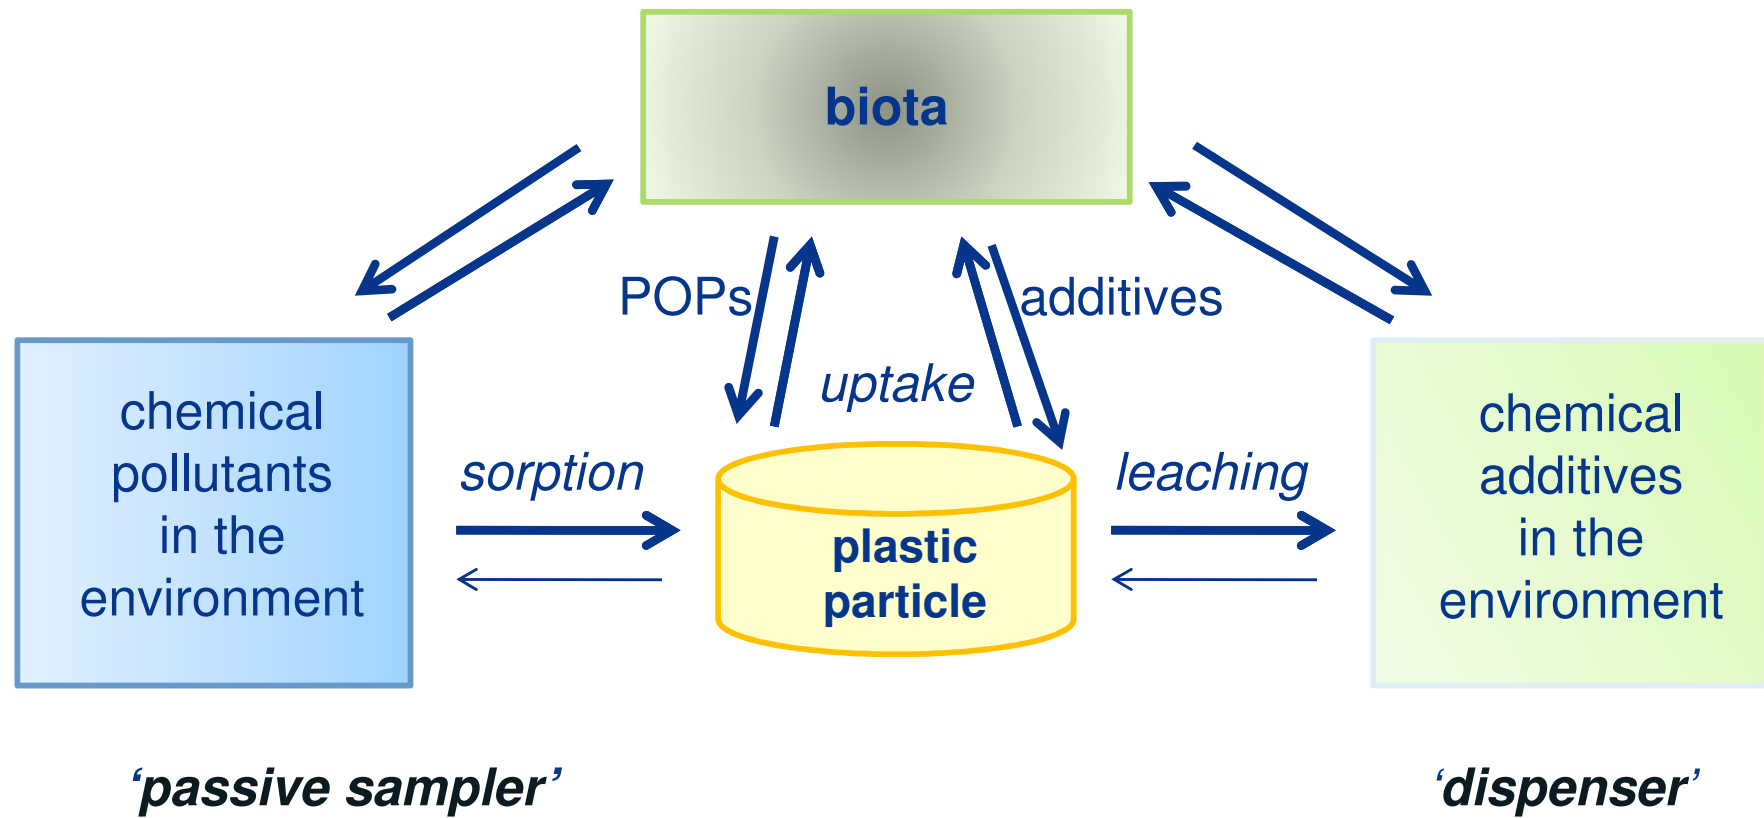 biota
POPs
additives
uptake
chemical
pollutants
in the
environment
sorption
plastic
particle
leaching
chemical
additives
in the
environment
‘passive sampler’
‘dispenser’